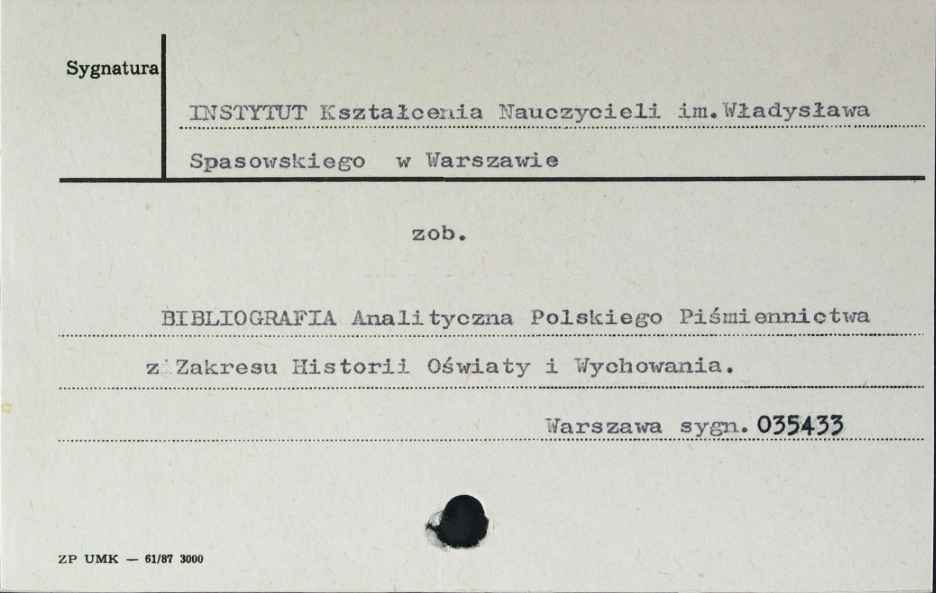 Sygnatura
INSTYTUT Kształcenia Nauczycieli im.Władysława
Spasowskiego w Warszawie
zob.
BIBLIOGRAFIA Analityczna Polskiego Piśmiennictwa
z Zakresu Historii Oświaty i Wychowania.
Warszawa sygn. 035433
ZP UMK — 61/87 3000